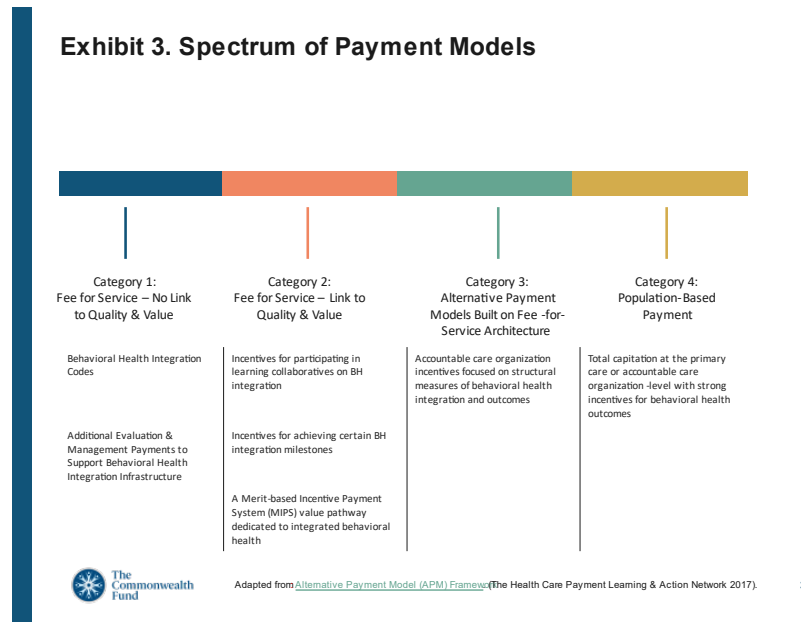 Exhibit 3. Spectrum of Payment Models
Category 1:
Fee for Service – No Link
to Quality & Value
Category 2:
Fee for Service – Link to
Quality & Value
Category 3:
Alternative Payment
Models Built on Fee -for-
Service Architecture
Category 4:
Population-Based
Payment
Behavioral Health Integration
Codes
Additional Evaluation &
Management Payments to
Support Behavioral Health
Integration Infrastructure
Incentives for participating in
learning collaboratives on BH
integration
Incentives for achieving certain BH
integration milestones
A Merit-based Incentive Payment
System (MIPS) value pathway
dedicated to integrated behavioral
health
Accountable care organization
incentives focused on structural
measures of behavioral health
integration and outcomes
Total capitation at the primary
care or accountable care
organization -level with strong
incentives for behavioral health
outcomes
The
Commonwealth
Fund
Adapted from Alternative Payment Model (APM) Framework (The Health Care Payment Learning & Action Network 2017).